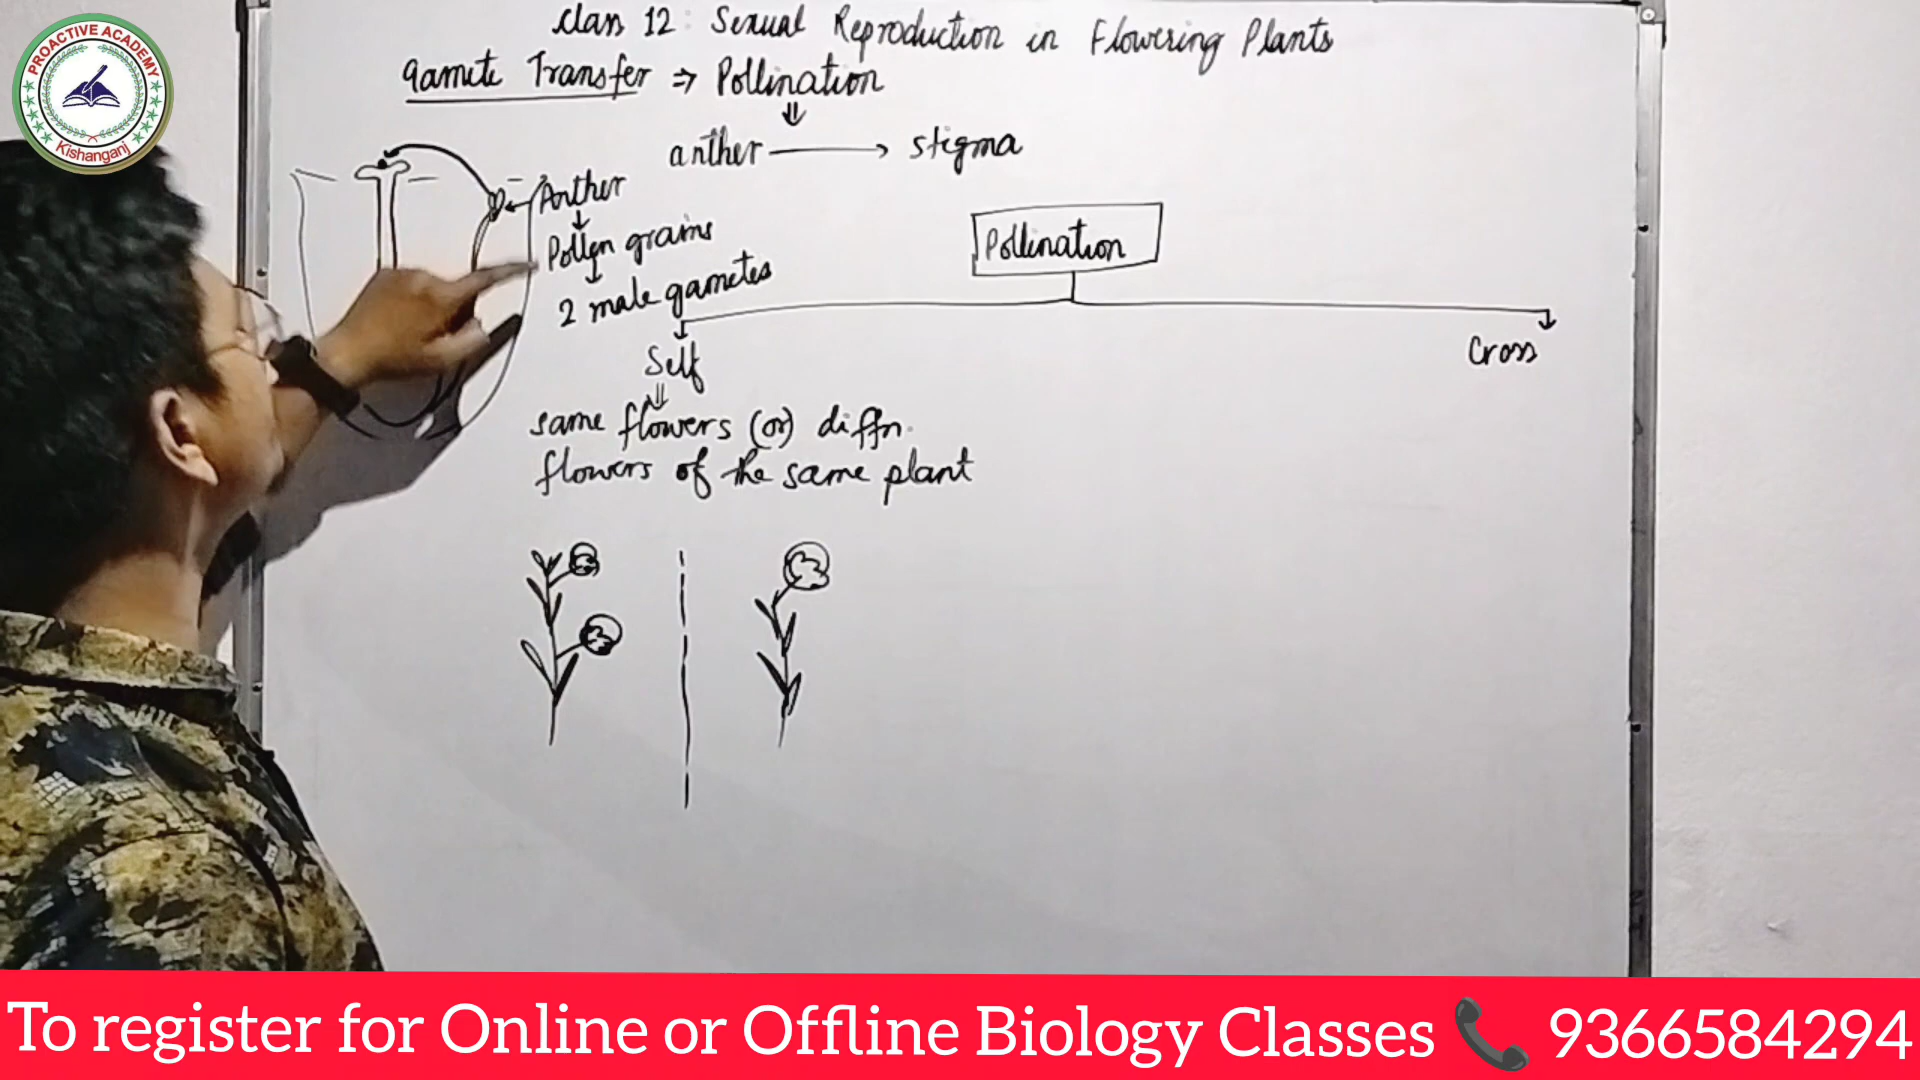 PROACTIVE ACADEMY
Kishanganj
Class 12 : Sexual Reproduction in Flowering Plants
Gamete Transfer ⇒ Pollination
⇓
anther → stigma
Anther
↓
Pollen grains
↓
2 male gametes
Pollination
Self
Cross
⇓
same flowers (or) diffn.
flowers of the same plant
To register for Online or Offline Biology Classes 📞 9366584294